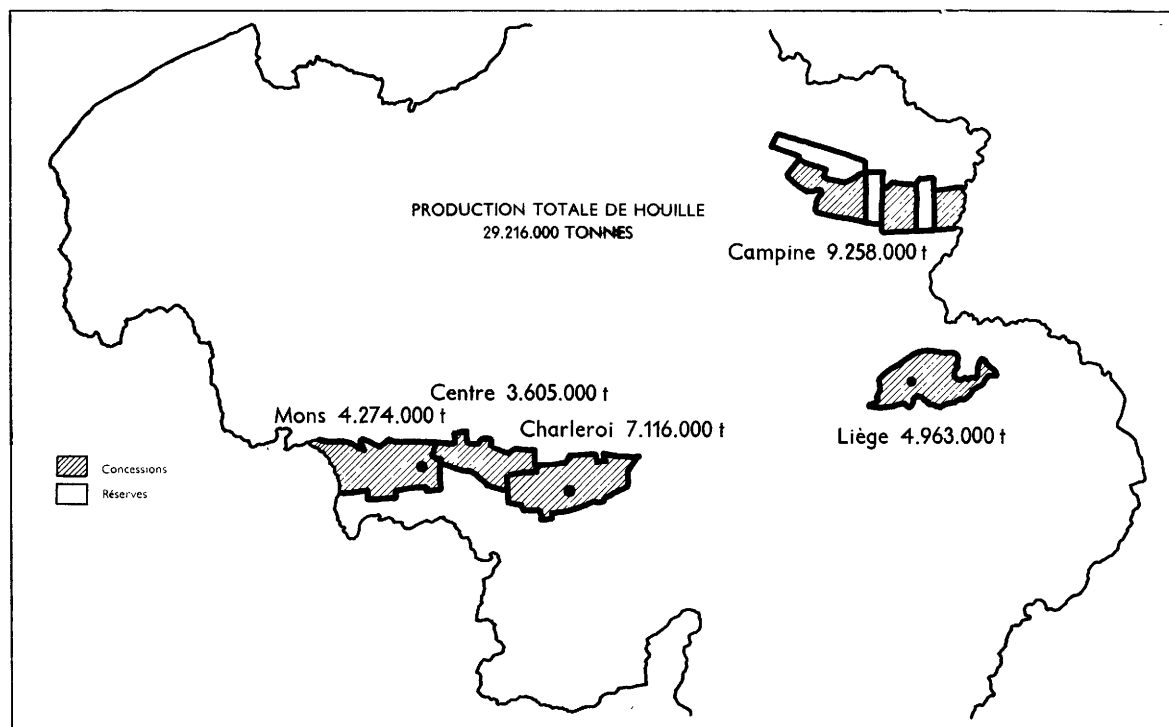 PRODUCTION TOTALE DE HOUILLE
29.216.000 TONNES
Campine 9.258.000 t
Centre 3.605.000 t
Mons 4.274.000 t
Charleroi 7.116.000 t
Liège 4.963.000 t
Concessions
Réserves